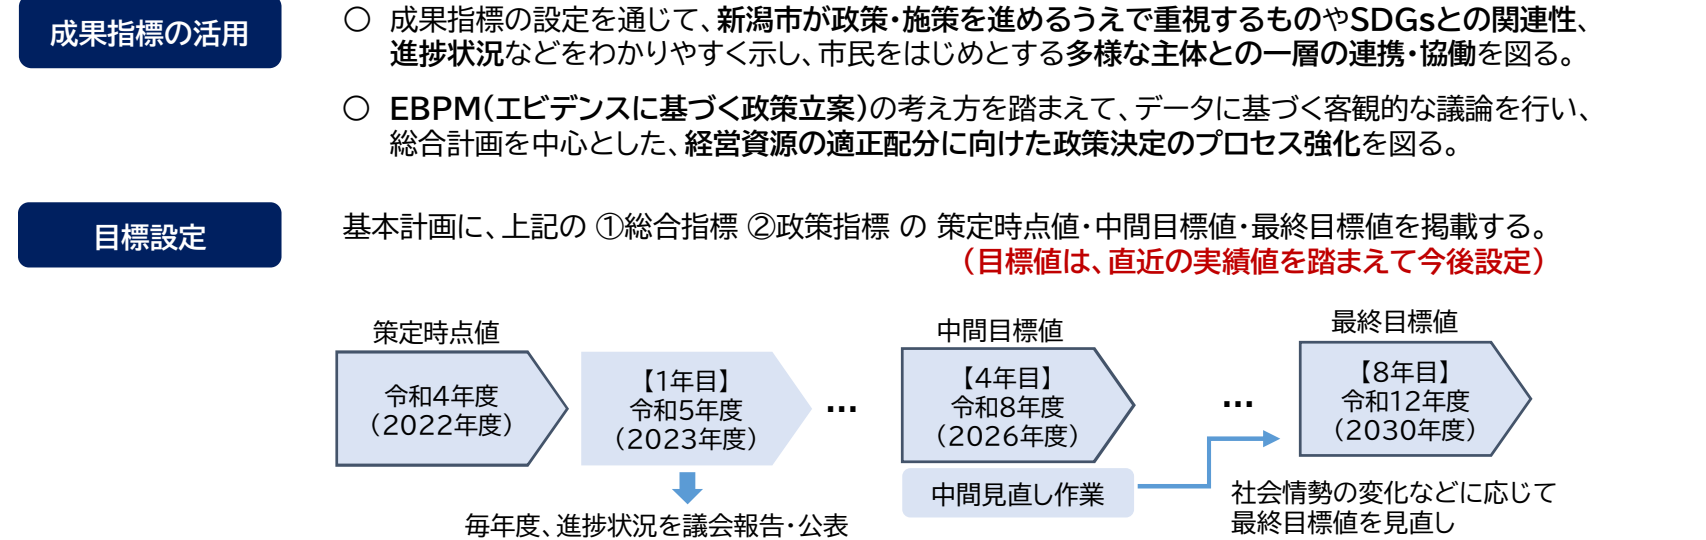 成果指標の活用
○ 成果指標の設定を通じて、新潟市が政策・施策を進めるうえで重視するものやSDGsとの関連性、
進捗状況などをわかりやすく示し、市民をはじめとする多様な主体との一層の連携・協働を図る。
○ EBPM（エビデンスに基づく政策立案）の考え方を踏まえて、データに基づく客観的な議論を行い、
総合計画を中心とした、経営資源の適正配分に向けた政策決定のプロセス強化を図る。
目標設定
基本計画に、上記の ①総合指標 ②政策指標 の 策定時点値・中間目標値・最終目標値を掲載する。
（目標値は、直近の実績値を踏まえて今後設定）
策定時点値
令和4年度
（2022年度）
【1年目】
令和5年度
（2023年度）
…
毎年度、進捗状況を議会報告・公表
中間目標値
【4年目】
令和8年度
（2026年度）
中間見直し作業
…
最終目標値
【8年目】
令和12年度
（2030年度）
社会情勢の変化などに応じて
最終目標値を見直し